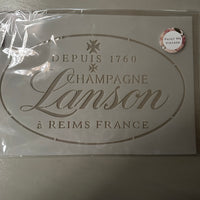 DEPUIS 1760
CHAMPAGNE
Lanson
à REIMS FRANCE